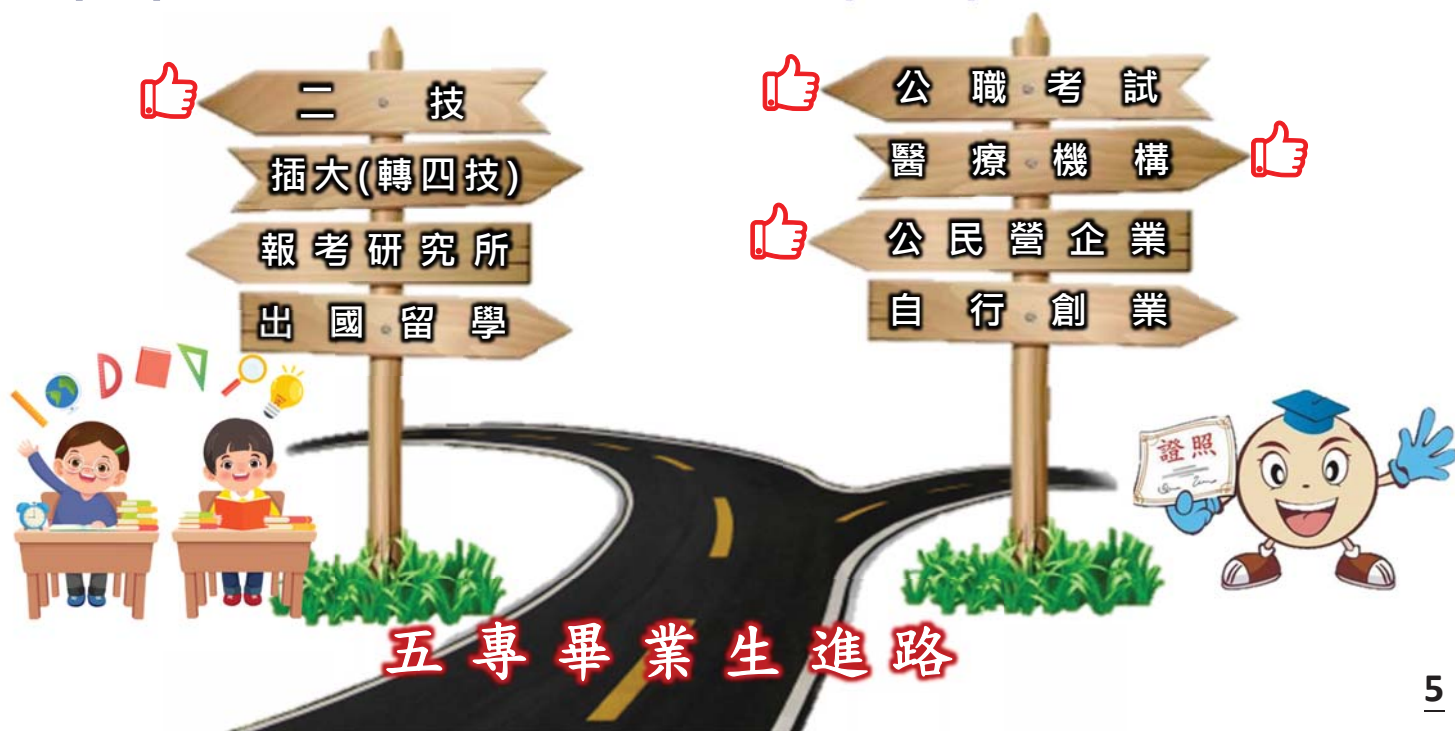 二技
插大(轉四技)
報考研究所
出國留學
公職考試
醫療機構
公民營企業
自行創業
證照
五專畢業生進路
5